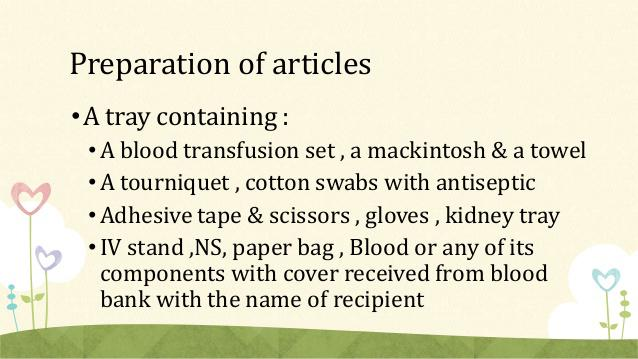 Preparation of articles
•A tray containing :
•A blood transfusion set , a mackintosh & a towel
•A tourniquet , cotton swabs with antiseptic
•Adhesive tape & scissors , gloves , kidney tray
•IV stand ,NS, paper bag , Blood or any of its
components with cover received from blood
bank with the name of recipient